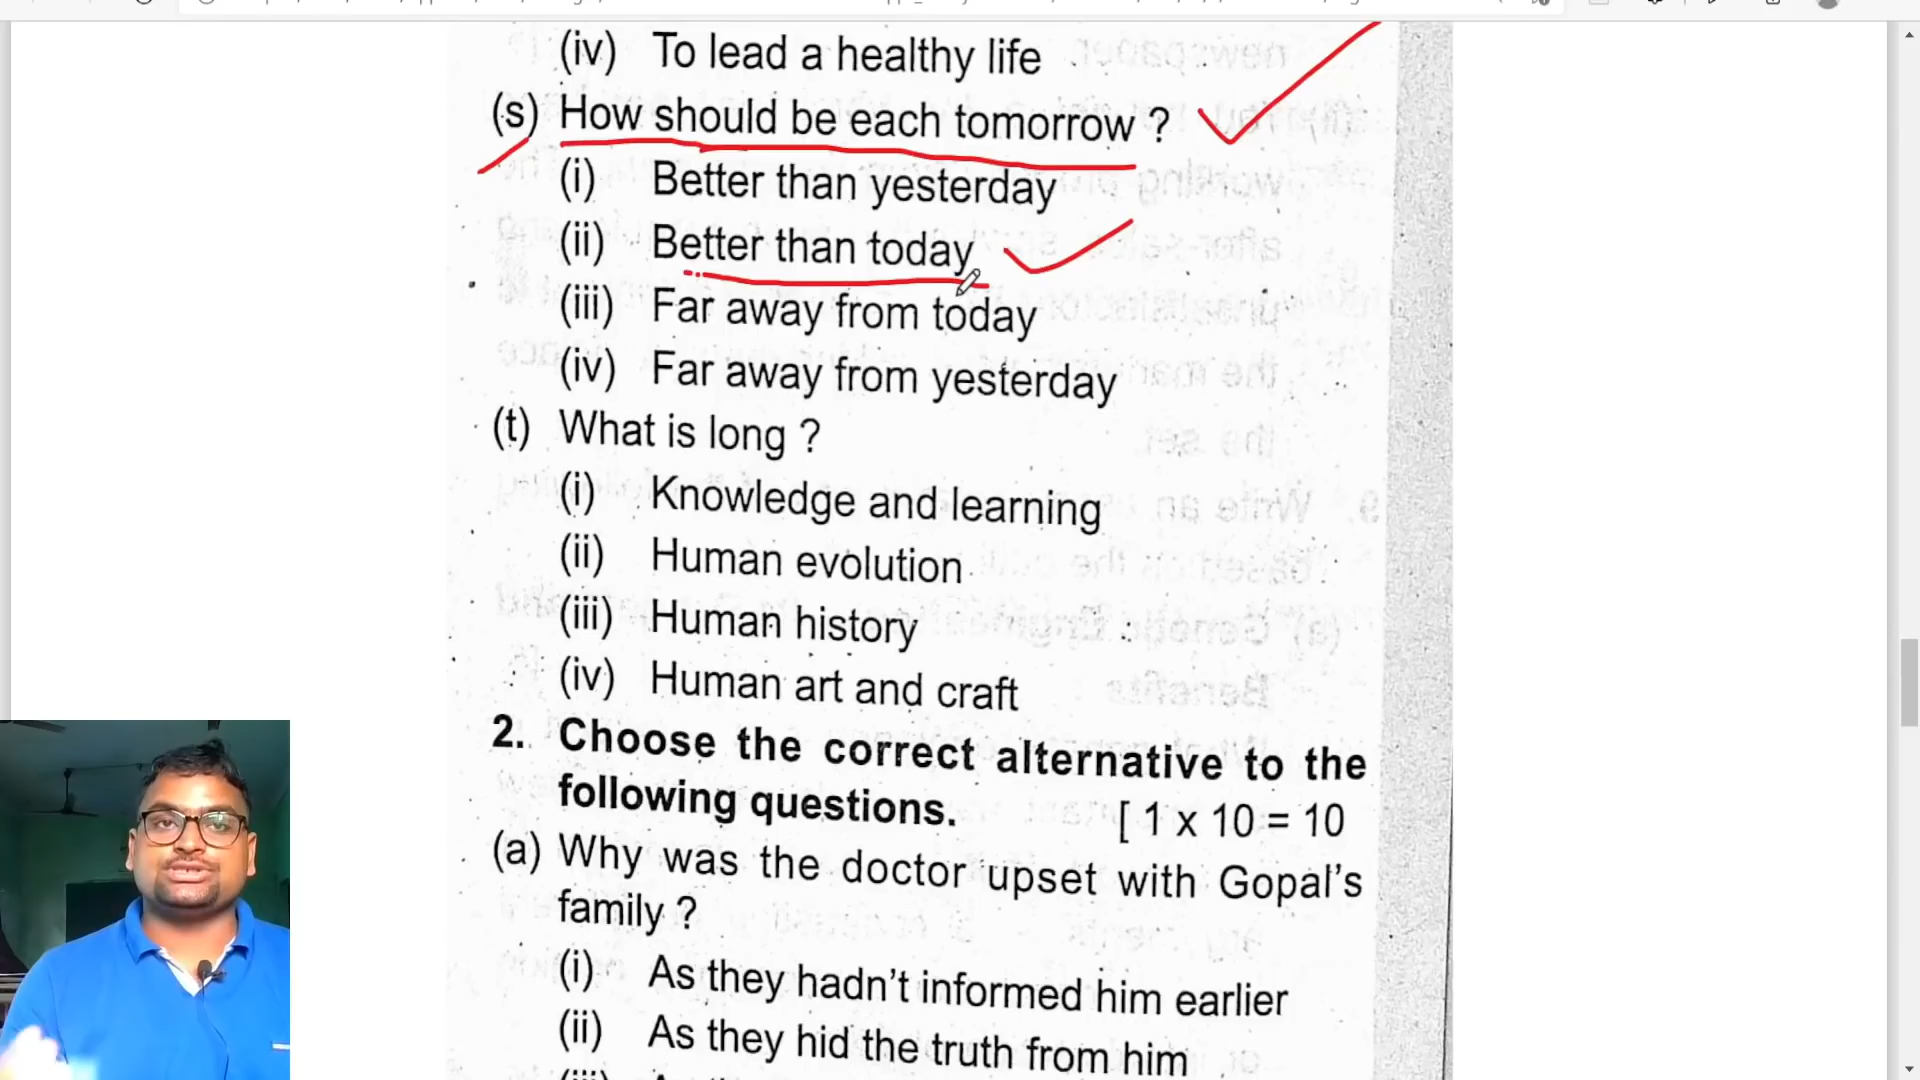 (iv) To lead a healthy life
(s) How should be each tomorrow ?
(i) Better than yesterday
(ii) Better than today
(iii) Far away from today
(iv) Far away from yesterday
(t) What is long ?
(i) Knowledge and learning
(ii) Human evolution
(iii) Human history
(iv) Human art and craft
2. Choose the correct alternative to the
following questions. [ 1 x 10 = 10
(a) Why was the doctor upset with Gopal's
family ?
(i) As they hadn't informed him earlier
(ii) As they hid the truth from him